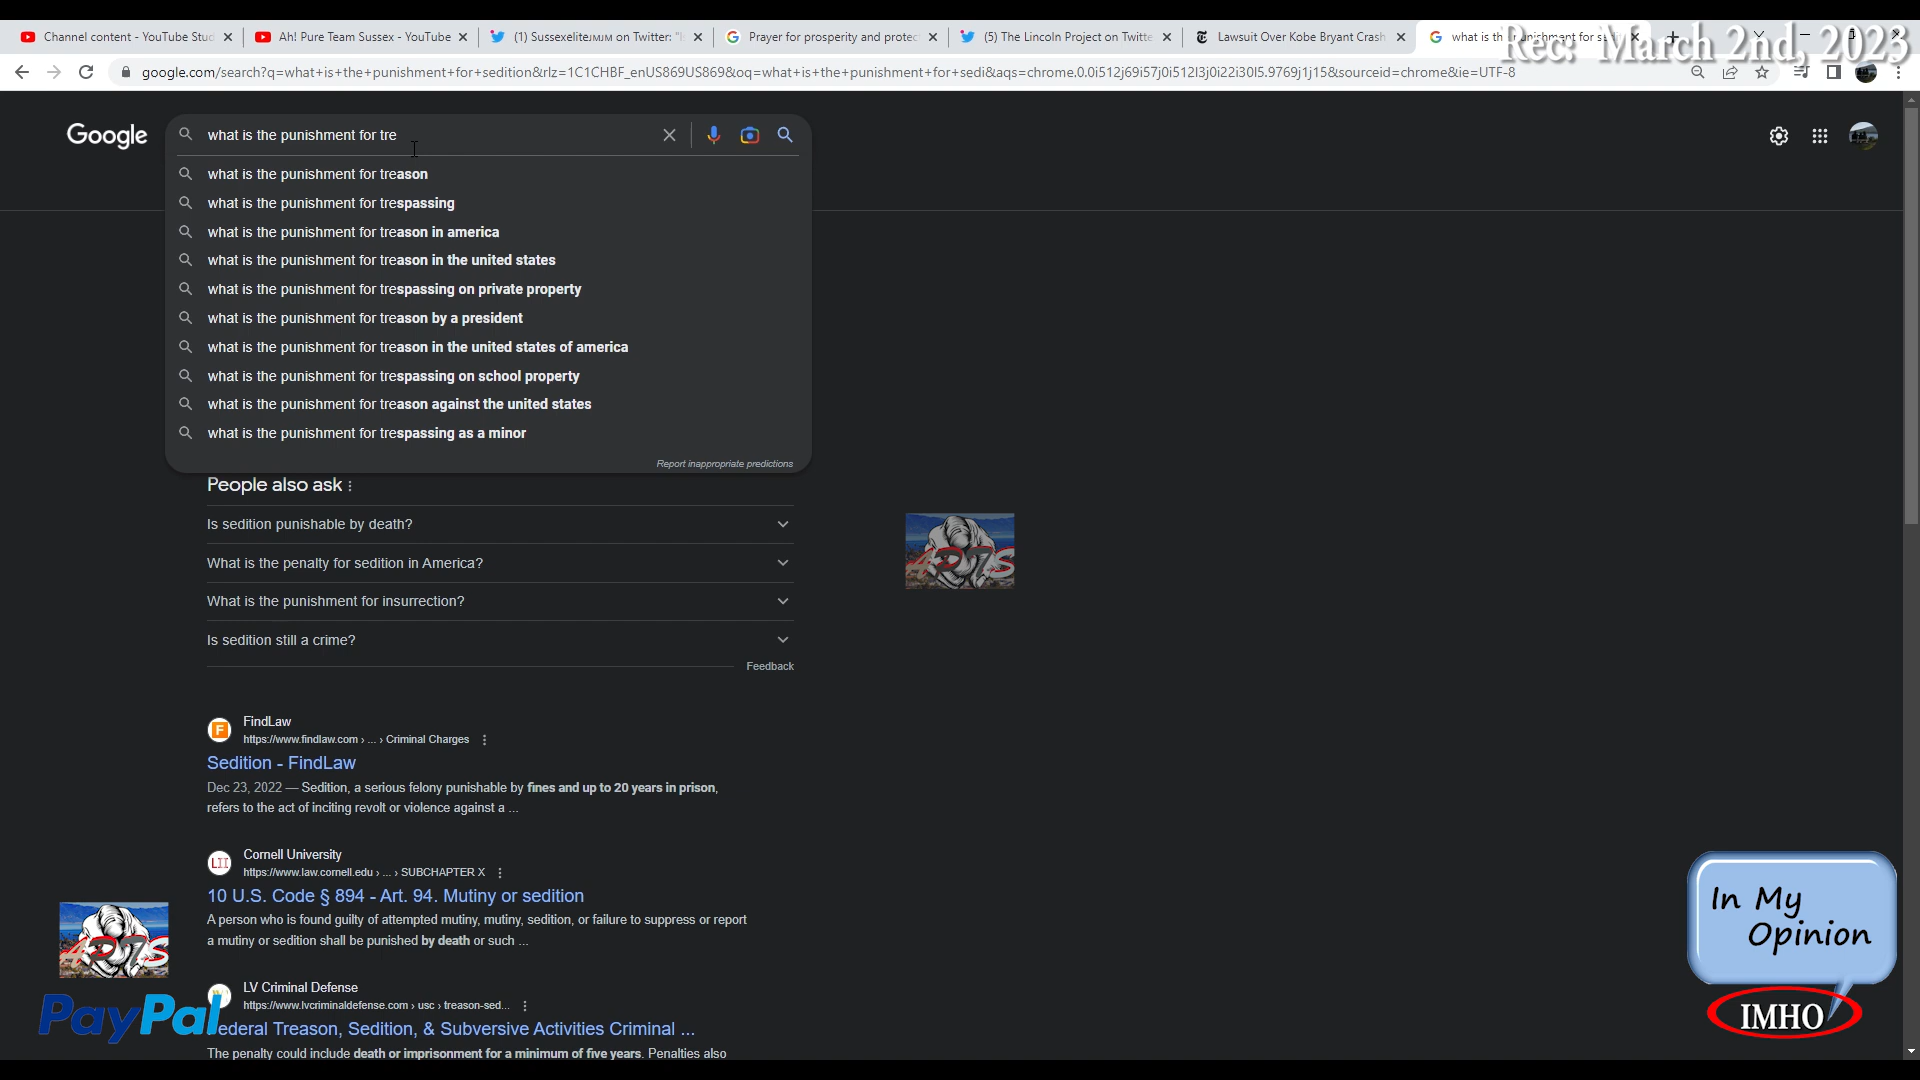 Channel content - YouTube Stud
Ah! Pure Team Sussex - YouTube
(1) SussexeliteJMJM on Twitter: "I
Prayer for prosperity and protec
(5) The Lincoln Project on Twitte
Lawsuit Over Kobe Bryant Crash
what is th
punishment for
Rec: March 2nd, 2023
google.com/search?q=what+is+the+punishment+for+sedition&rlz=1C1CHBF_enUS869US869&oq=what+is+the+punishment+for+sedi&aqs=chrome.0.0i512j69i57j0i512l3j0i22i30l5.9769j1j15&sourceid=chrome&ie=UTF-8
Google
what is the punishment for tre
what is the punishment for treason
what is the punishment for trespassing
what is the punishment for treason in america
what is the punishment for treason in the united states
what is the punishment for trespassing on private property
what is the punishment for treason by a president
what is the punishment for treason in the united states of america
what is the punishment for trespassing on school property
what is the punishment for treason against the united states
what is the punishment for trespassing as a minor
Report inappropriate predictions
People also ask
Is sedition punishable by death?
What is the penalty for sedition in America?
What is the punishment for insurrection?
Is sedition still a crime?
Feedback
FindLaw
https://www.findlaw.com › ... › Criminal Charges
Sedition - FindLaw
Dec 23, 2022 — Sedition, a serious felony punishable by fines and up to 20 years in prison,
refers to the act of inciting revolt or violence against a ...
LII
Cornell University
https://www.law.cornell.edu › ... › SUBCHAPTER X
10 U.S. Code § 894 - Art. 94. Mutiny or sedition
A person who is found guilty of attempted mutiny, mutiny, sedition, or failure to suppress or report
a mutiny or sedition shall be punished by death or such ...
LV Criminal Defense
https://www.lvcriminaldefense.com › usc › treason-sed...
ederal Treason, Sedition, & Subversive Activities Criminal ...
The penalty could include death or imprisonment for a minimum of five years. Penalties also
PayPal
In My
Opinion
IMHO